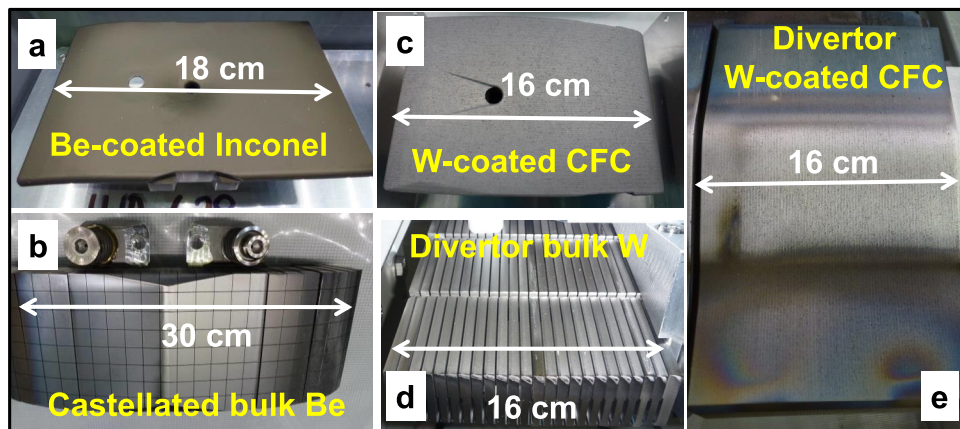 a
18 cm
Be-coated Inconel
b
30 cm
Castellated bulk Be
c
16 cm
W-coated CFC
Divertor bulk W
d
16 cm
Divertor
W-coated CFC
16 cm
e